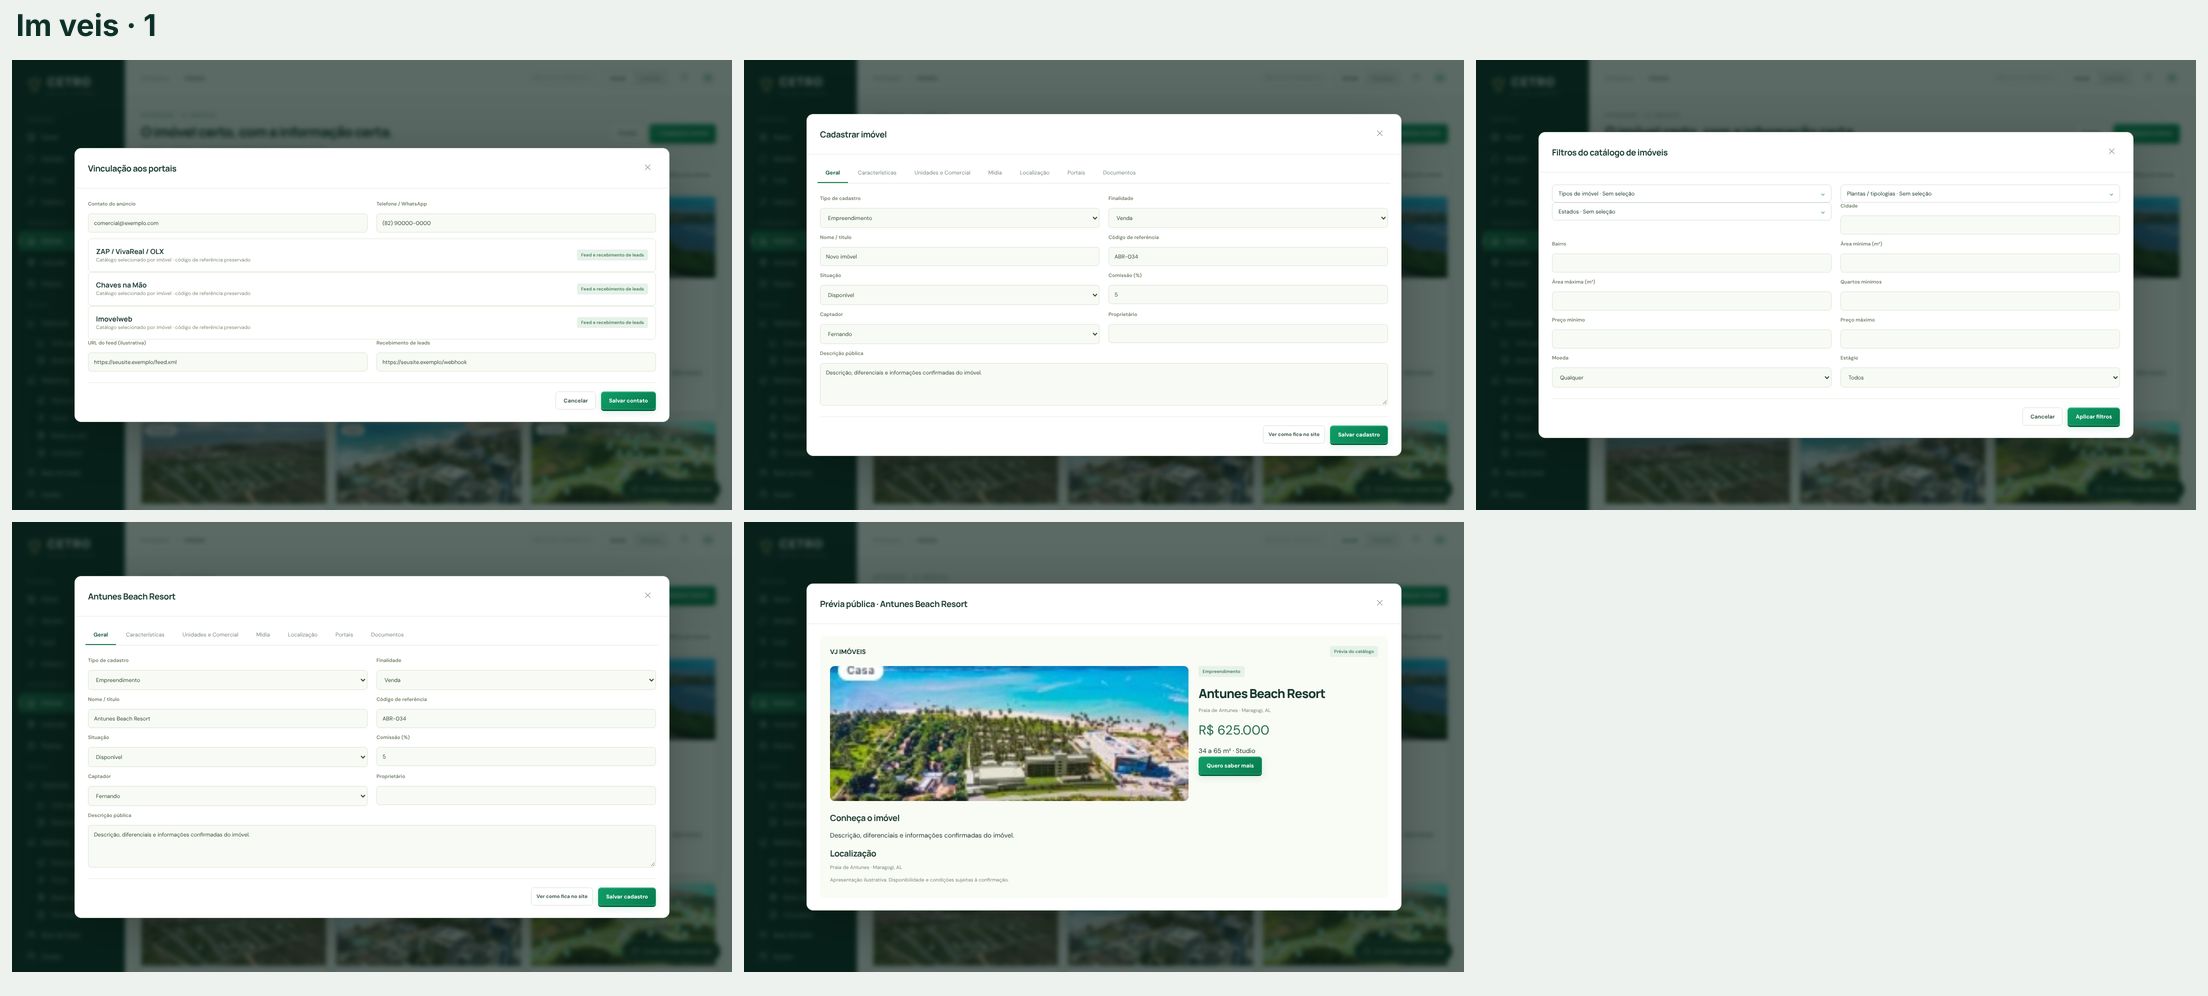 Im veis · 1
CETRO
O imóvel certo, com a informação certa.
Vinculação aos portais
Contato do anúncio
Telefone / WhatsApp
comercial@exemplo.com
(82) 90000-0000
ZAP / VivaReal / OLX
Catálogo selecionado por imóvel · código de referência preservado
Feed e recebimento de leads
Chaves na Mão
Catálogo selecionado por imóvel · código de referência preservado
Feed e recebimento de leads
Imovelweb
Catálogo selecionado por imóvel · código de referência preservado
Feed e recebimento de leads
URL do feed (ilustrativa)
Recebimento de leads
https://seusite.exemplo/feed.xml
https://seusite.exemplo/webhook
Cancelar
Salvar contato
CETRO
Cadastrar imóvel
Geral
Características
Unidades e Comercial
Mídia
Localização
Portais
Documentos
Tipo de cadastro
Finalidade
Empreendimento
Venda
Nome / título
Código de referência
Novo imóvel
ABR-034
Situação
Comissão (%)
Disponível
5
Captador
Proprietário
Fernando
Descrição pública
Descrição, diferenciais e informações confirmadas do imóvel.
Ver como fica no site
Salvar cadastro
CETRO
Filtros do catálogo de imóveis
Tipos de imóvel · Sem seleção
Plantas / tipologias · Sem seleção
Estados · Sem seleção
Cidade
Bairro
Área mínima (m²)
Área máxima (m²)
Quartos mínimos
Preço mínimo
Preço máximo
Moeda
Estágio
Qualquer
Todos
Cancelar
Aplicar filtros
CETRO
Antunes Beach Resort
Geral
Características
Unidades e Comercial
Mídia
Localização
Portais
Documentos
Tipo de cadastro
Finalidade
Empreendimento
Venda
Nome / título
Código de referência
Antunes Beach Resort
ABR-034
Situação
Comissão (%)
Disponível
5
Captador
Proprietário
Fernando
Descrição pública
Descrição, diferenciais e informações confirmadas do imóvel.
Ver como fica no site
Salvar cadastro
CETRO
Prévia pública · Antunes Beach Resort
VJ IMÓVEIS
Prévia do catálogo
Casa
Empreendimento
Antunes Beach Resort
Praia de Antunes · Maragogi, AL
R$ 625.000
34 a 65 m² · Studio
Quero saber mais
Conheça o imóvel
Descrição, diferenciais e informações confirmadas do imóvel.
Localização
Praia de Antunes · Maragogi, AL
Apresentação ilustrativa. Disponibilidade e condições sujeitas à confirmação.